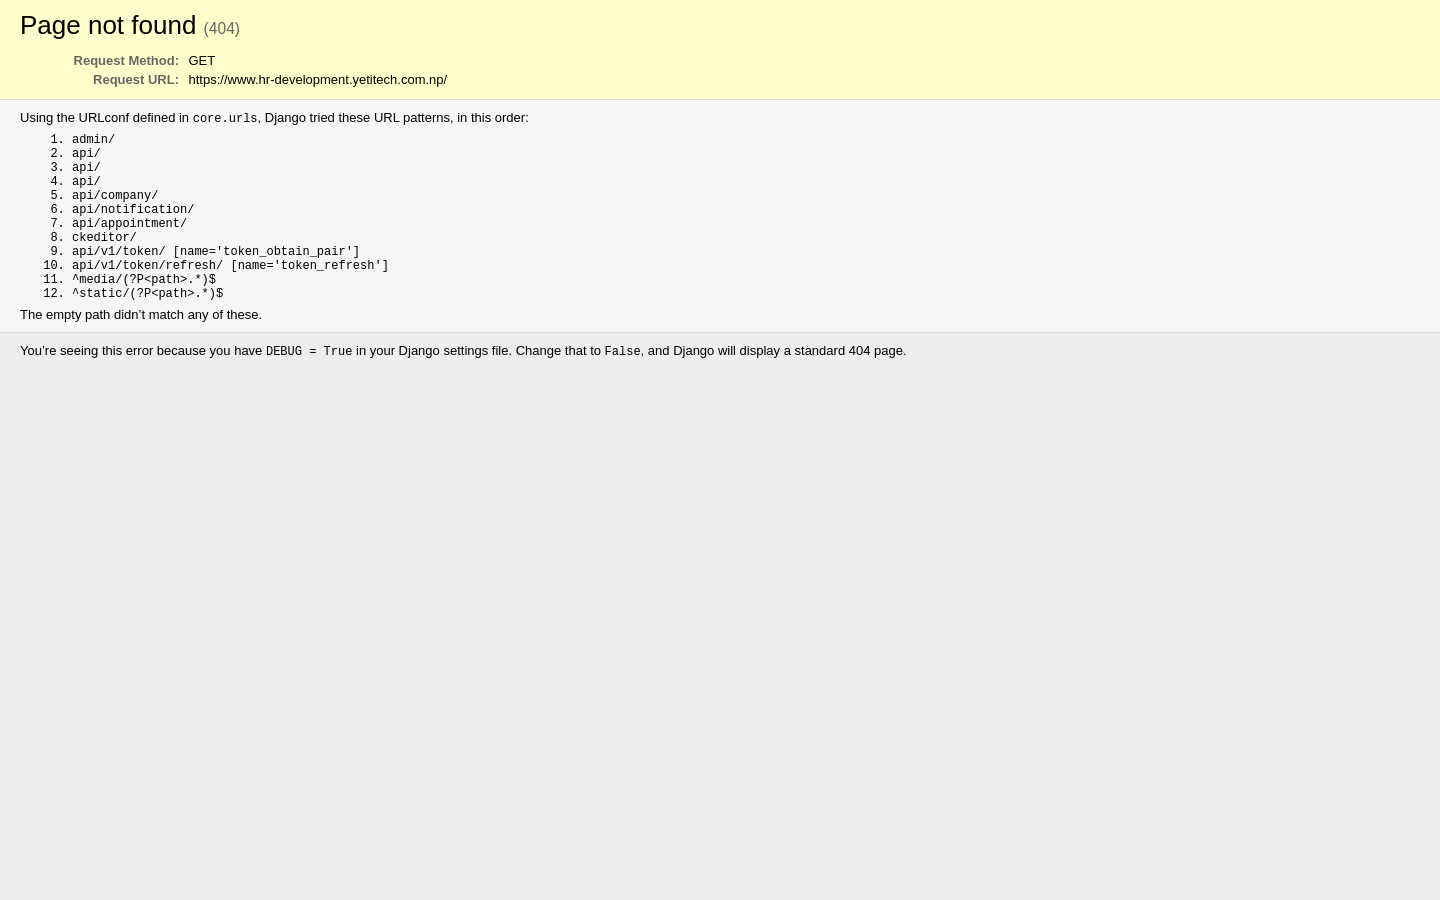 Page not found (404)
Request Method: GET
Request URL: https://www.hr-development.yetitech.com.np/
Using the URLconf defined in core.urls, Django tried these URL patterns, in this order:
1. admin/
2. api/
3. api/
4. api/
5. api/company/
6. api/notification/
7. api/appointment/
8. ckeditor/
9. api/v1/token/ [name='token_obtain_pair']
10. api/v1/token/refresh/ [name='token_refresh']
11. ^media/(?P<path>.*)$
12. ^static/(?P<path>.*)$
The empty path didn’t match any of these.
You’re seeing this error because you have DEBUG = True in your Django settings file. Change that to False, and Django will display a standard 404 page.